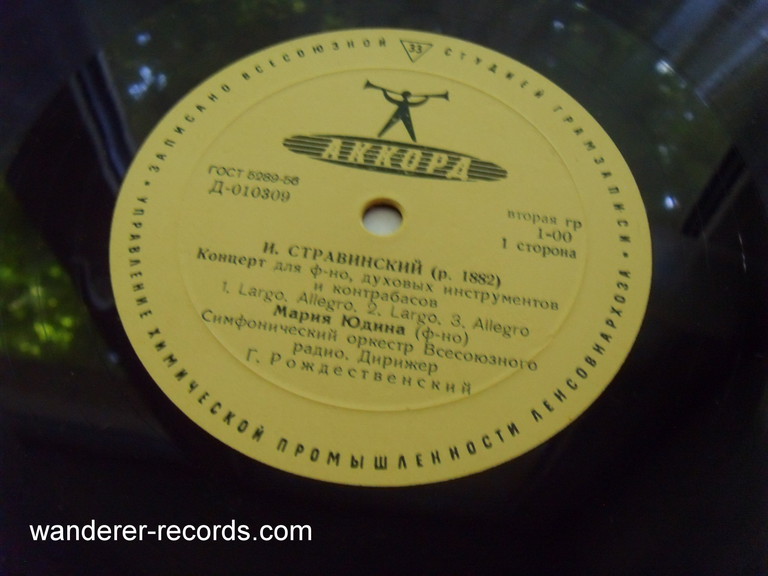 ЗАПИСАНО ВСЕСОЮЗНОЙ 33 СТУДИЕЙ ГРАМЗАПИСИ
АККОРД
ГОСТ 5289-56
Д-010309
вторая гр
1-00
1 сторона
И. СТРАВИНСКИЙ (р. 1882)
Концерт для ф-но, духовых инструментов
и контрабасов
1. Largo. Allegro. 2. Largo. 3. Allegro
Мария Юдина (ф-но)
Симфонический оркестр Всесоюзного
радио. Дирижер
Г. Рождественский
УПРАВЛЕНИЕ ХИМИЧЕСКОЙ ПРОМЫШЛЕННОСТИ ЛЕНСОВНАРХОЗА
wanderer-records.com